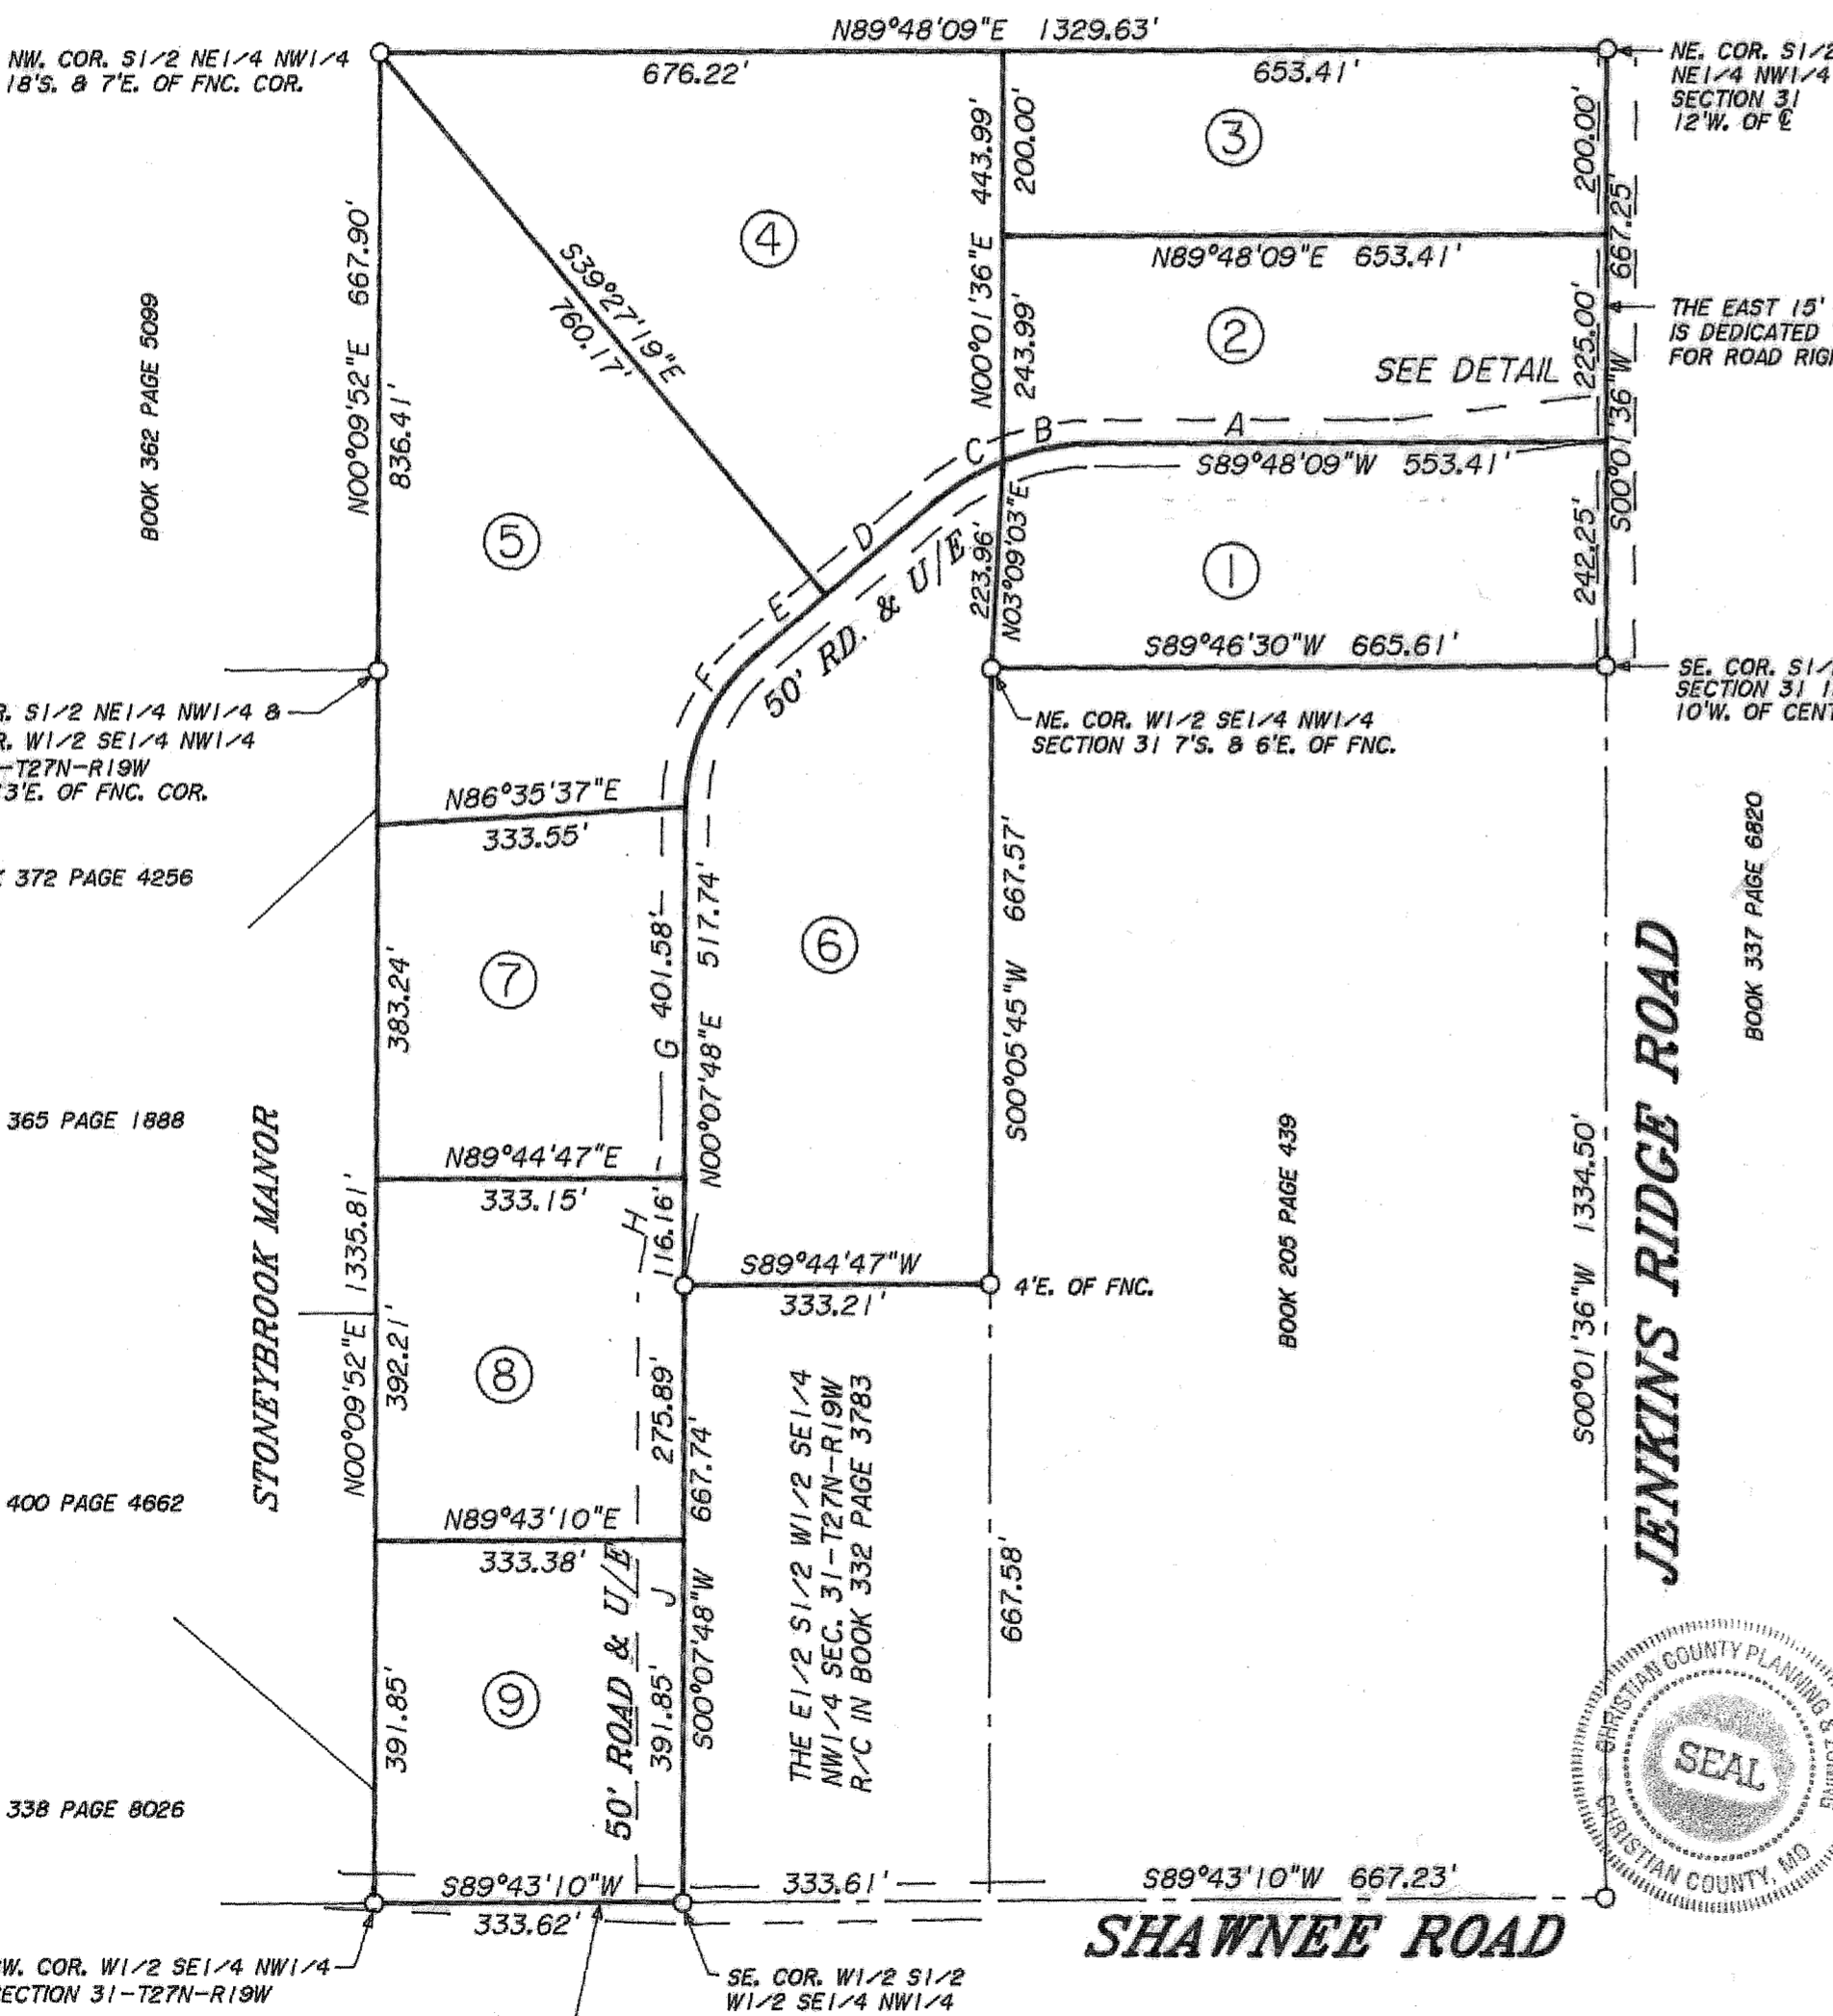 N89°48'09"E 1329.63'
NW. COR. S1/2 NE1/4 NW1/4
18'S. & 7'E. OF FNC. COR.
676.22'
653.41'
NE. COR. S1/2
NE1/4 NW1/4
SECTION 31
12'W. OF ℄
N00°01'36"E 443.99'
200.00'
3
200.00'
S00°01'36"W 667.25'
4
N89°48'09"E 653.41'
S39°27'19"E
760.17'
N00°09'52"E 667.90'
836.41'
BOOK 362 PAGE 5099
243.99'
2
225.00'
THE EAST 15'
IS DEDICATED
FOR ROAD
SEE DETAIL
A
B
C
D
E
F
S89°48'09"W 553.41'
5
50' RD. & U/E
223.96'
N03°09'03"E
1
242.25'
S89°46'30"W 665.61'
SE. COR.
SECTION 31
10'W. OF
S1/2 NE1/4 NW1/4 &
W1/2 SE1/4 NW1/4
-T27N-R19W
3'E. OF FNC. COR.
NE. COR. W1/2 SE1/4 NW1/4
SECTION 31 7'S. & 6'E. OF FNC.
N86°35'37"E
333.55'
372 PAGE 4256
383.24'
7
G 401.58'
N00°07'48"E 517.74'
6
S00°05'45"W 667.57'
BOOK 337 PAGE 6820
JENKINS RIDGE ROAD
365 PAGE 1888
STONEYBROOK MANOR
N89°44'47"E
333.15'
N00°09'52"E 1335.81'
H
116.16'
S89°44'47"W
333.21'
4'E. OF FNC.
BOOK 205 PAGE 439
S00°01'36"W 1334.50'
392.21'
8
275.89'
S00°07'48"W 667.74'
THE E1/2 S1/2 W1/2 SE1/4
NW1/4 SEC. 31-T27N-R19W
R/C IN BOOK 332 PAGE 3783
400 PAGE 4662
N89°43'10"E
333.38'
667.58'
J
391.85'
9
50' ROAD & U/E
391.85'
338 PAGE 8026
CHRISTIAN COUNTY PLANNING &
SEAL
CHRISTIAN COUNTY, MO
S89°43'10"W
333.62'
333.61'
S89°43'10"W 667.23'
SHAWNEE ROAD
COR. W1/2 SE1/4 NW1/4
31-T27N-R19W
SE. COR. W1/2 S1/2
W1/2 SE1/4 NW1/4